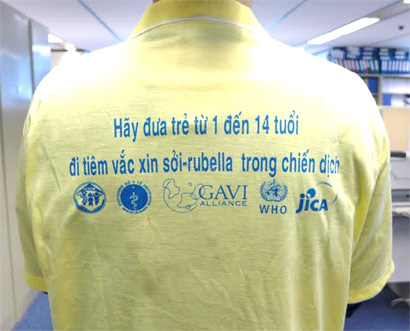 Hãy đưa trẻ từ 1 đến 14 tuổi
đi tiêm vắc xin sởi-rubella trong chiến dịch
GAVI
ALLIANCE
WHO
jicA